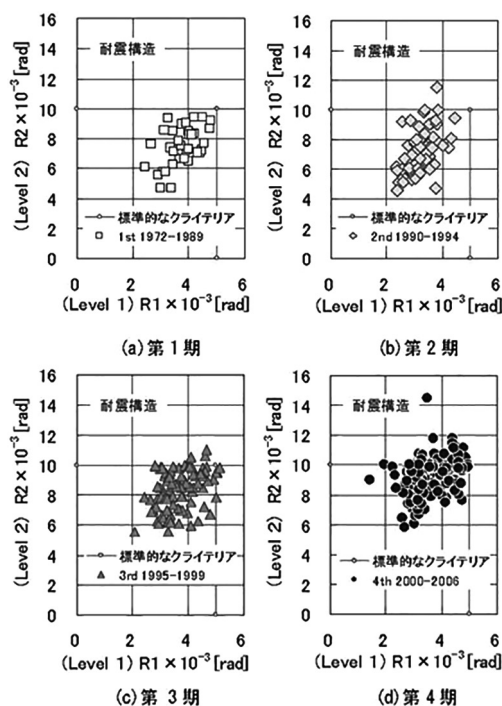 (Level 2) R2×10⁻³[rad]
16
14
12
10
8
6
4
2
0
耐震構造
標準的なクライテリア
1st 1972-1989
0 2 4 6
(Level 1) R1×10⁻³[rad]
(a)第1期
(Level 2) R2×10⁻³[rad]
16
14
12
10
8
6
4
2
0
耐震構造
標準的なクライテリア
2nd 1990-1994
0 2 4 6
(Level 1) R1×10⁻³[rad]
(b)第2期
(Level 2) R2×10⁻³[rad]
16
14
12
10
8
6
4
2
0
耐震構造
標準的なクライテリア
3rd 1995-1999
0 2 4 6
(Level 1) R1×10⁻³[rad]
(c)第3期
(Level 2) R2×10⁻³[rad]
16
14
12
10
8
6
4
2
0
耐震構造
標準的なクライテリア
4th 2000-2006
0 2 4 6
(Level 1) R1×10⁻³[rad]
(d)第4期